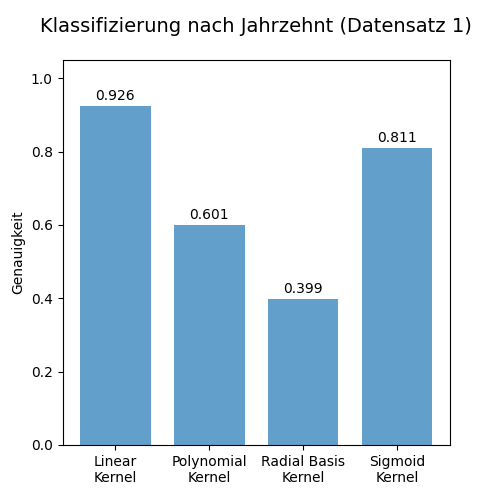 Klassifizierung nach Jahrzehnt (Datensatz 1)
Genauigkeit
1.0
0.8
0.6
0.4
0.2
0.0
0.926
0.601
0.399
0.811
Linear
Kernel
Polynomial
Kernel
Radial Basis
Kernel
Sigmoid
Kernel